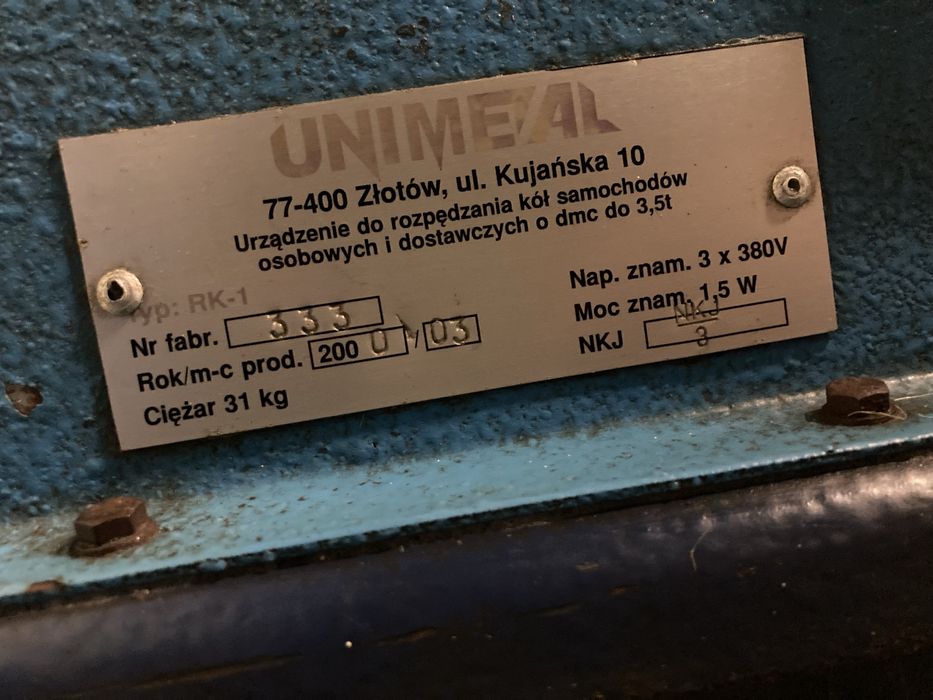 UNIMETAL
77-400 Złotów, ul. Kujańska 10
Urządzenie do rozpędzania kół samochodów
osobowych i dostawczych o dmc do 3,5t
Typ: RK-1
Nr fabr. 333
Rok/m-c prod. 2000 / 03
Ciężar 31 kg
Nap. znam. 3 x 380V
Moc znam. 1,5 W
NKJ NKJ 3